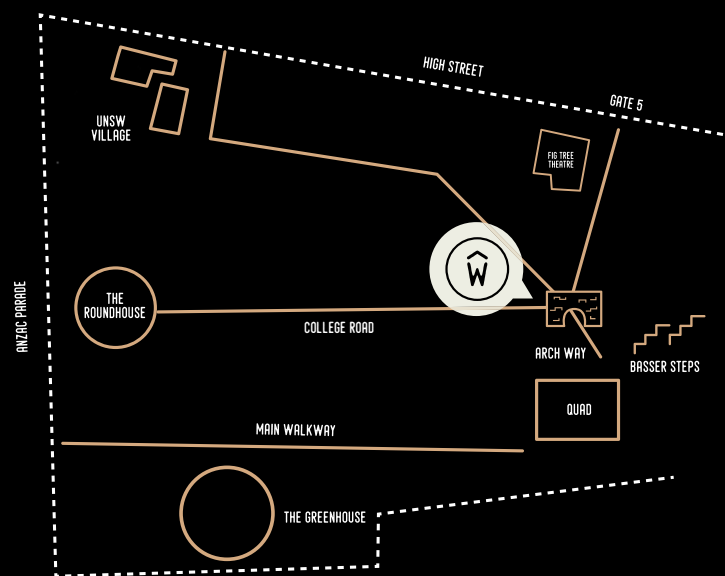 HIGH STREET
GATE 5
UNSW
VILLAGE
FIG TREE
THEATRE
W
THE
ROUNDHOUSE
ANZAC PARADE
COLLEGE ROAD
ARCH WAY
BASSER STEPS
QUAD
MAIN WALKWAY
THE GREENHOUSE